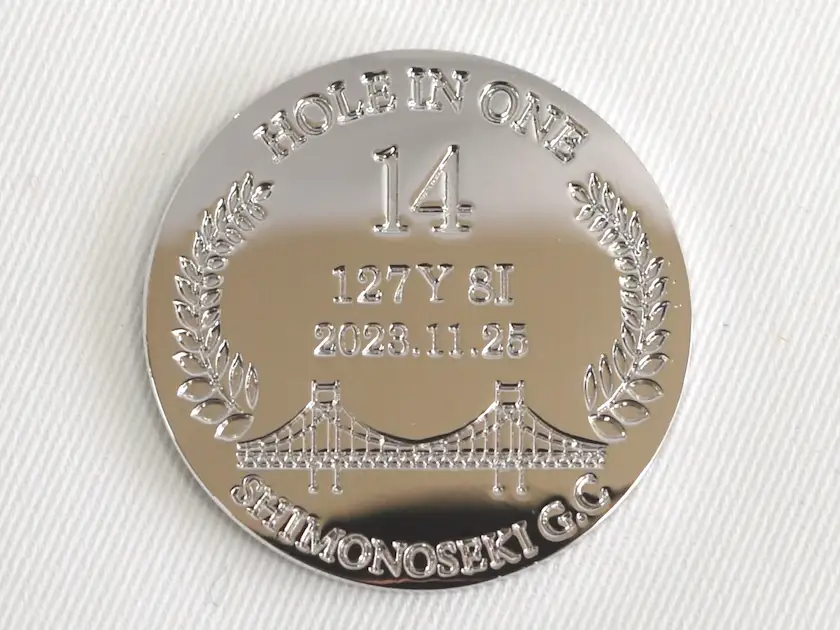 HOLE IN ONE
14
127Y 8I
2023.11.25
SHIMONOSEKI G.C